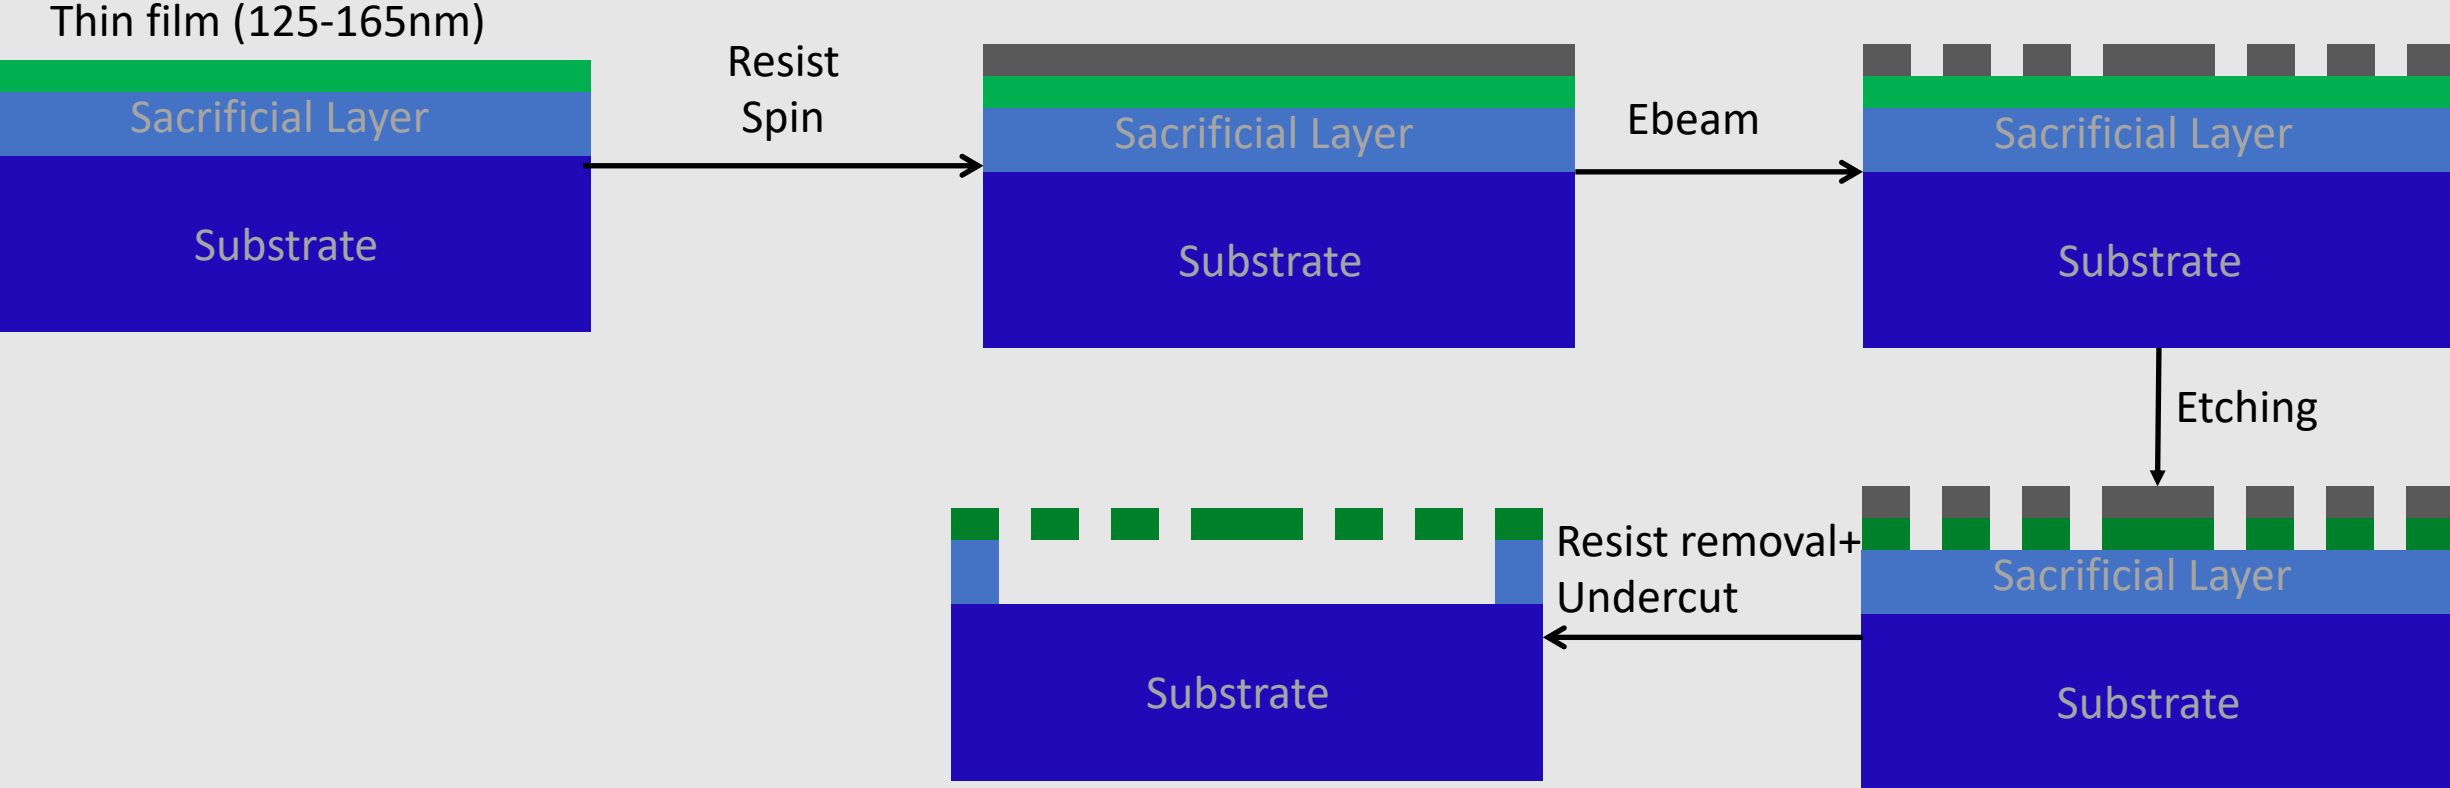 Thin film (125-165nm)
Sacrificial Layer
Substrate
Resist
Spin
Sacrificial Layer
Substrate
Ebeam
Sacrificial Layer
Substrate
Etching
Sacrificial Layer
Substrate
Resist removal+
Undercut
Substrate